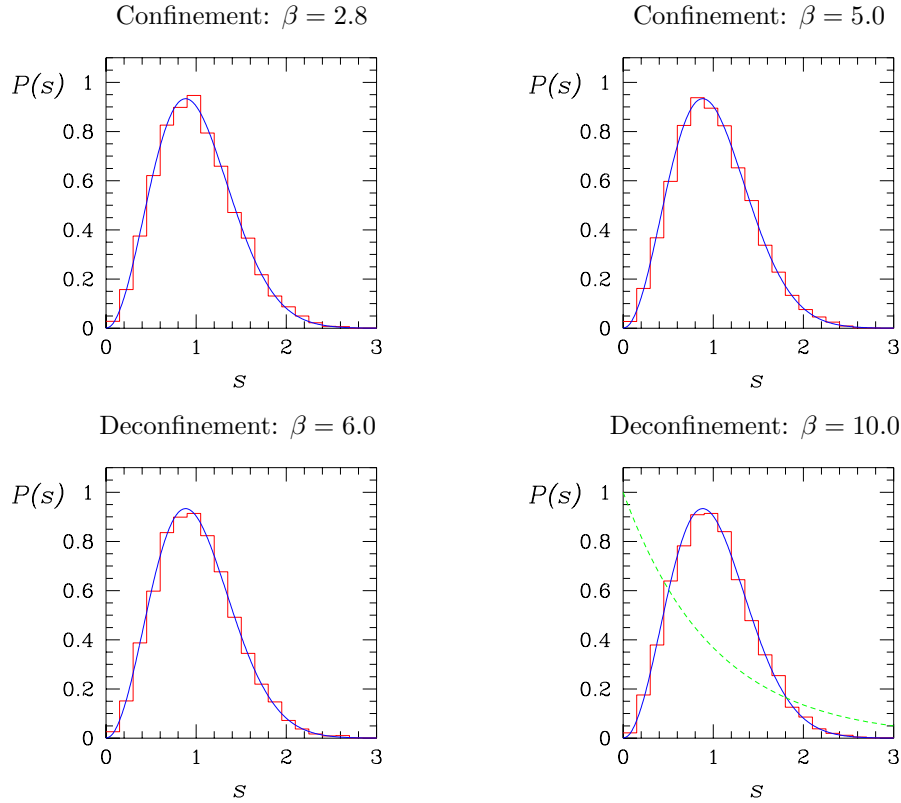 Confinement: β = 2.8
Confinement: β = 5.0
P(s)
1
0.8
0.6
0.4
0.2
0
0 1 2 3
s
P(s)
1
0.8
0.6
0.4
0.2
0
0 1 2 3
s
Deconfinement: β = 6.0
Deconfinement: β = 10.0
P(s)
1
0.8
0.6
0.4
0.2
0
0 1 2 3
s
P(s)
1
0.8
0.6
0.4
0.2
0
0 1 2 3
s